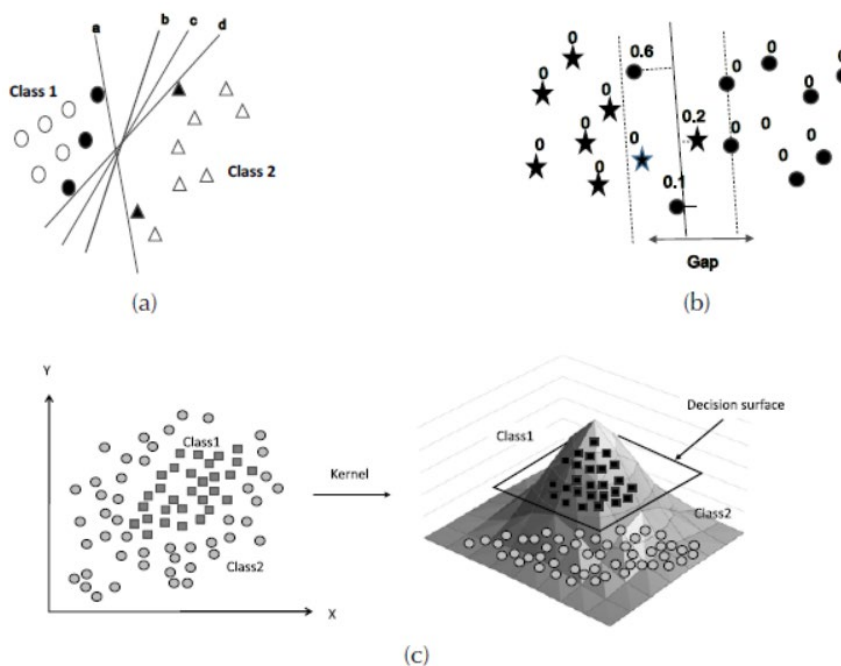 a b c d
Class 1
Class 2
(a)
0 0 0.6 0 0 0
0 0 0.2 0
0 0 0 0 0
0 0.1
Gap
(b)
Y
Class1
Class2
X
Kernel
Class1
Decision surface
Class2
(c)